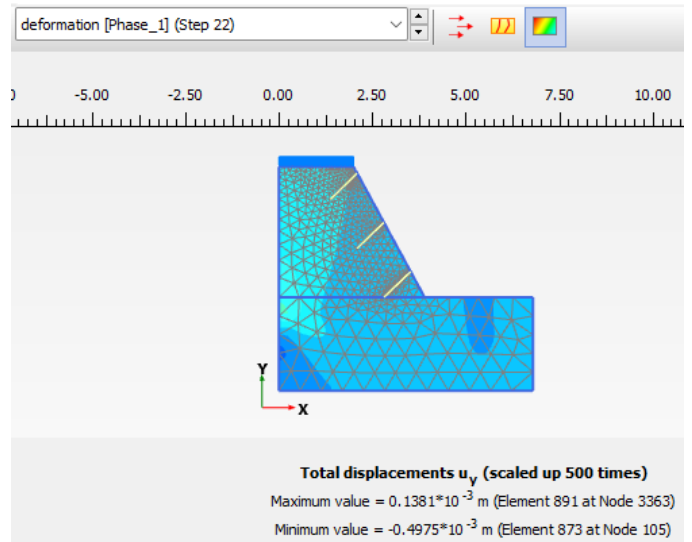 deformation [Phase_1] (Step 22)
-5.00 -2.50 0.00 2.50 5.00 7.50 10.00
Y
X
Total displacements u_y (scaled up 500 times)
Maximum value = 0.1381*10 ^-3 m (Element 891 at Node 3363)
Minimum value = -0.4975*10 ^-3 m (Element 873 at Node 105)